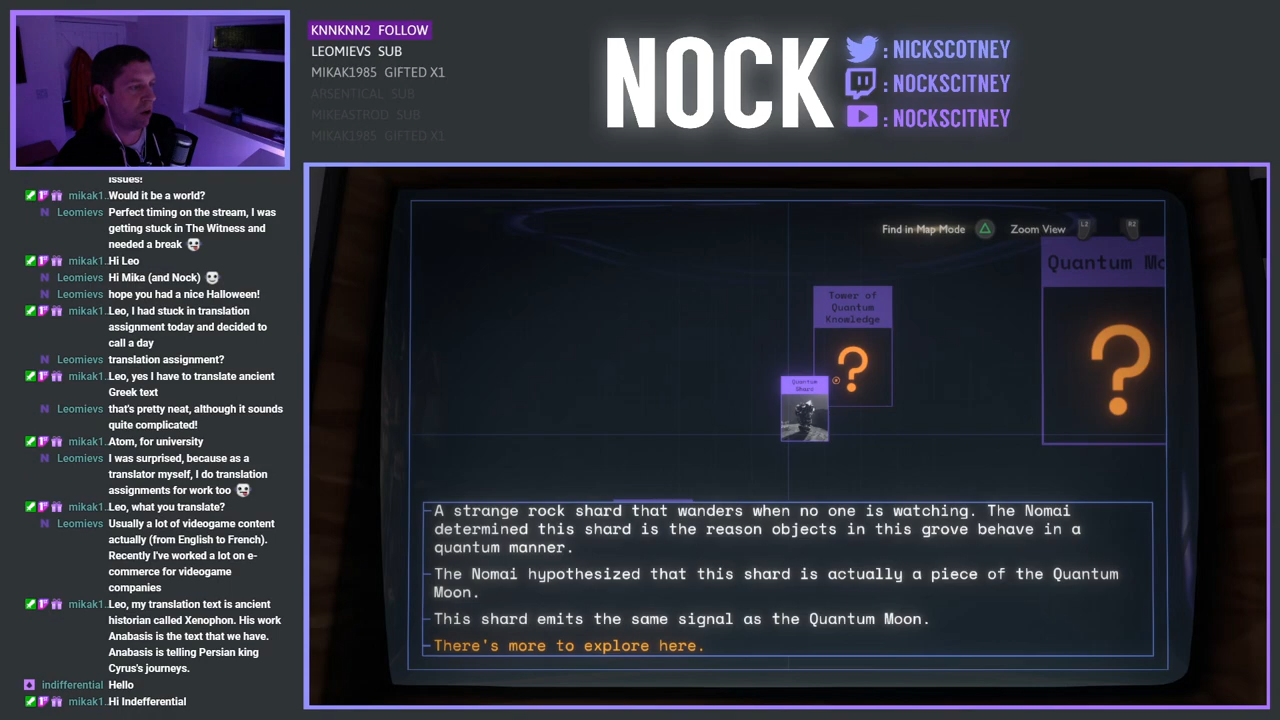 KNNKNN2 FOLLOW
LEOMIEVS SUB
MIKAK1985 GIFTED X1
ARSENTICAL SUB
MIKEASTROD SUB
MIKAK1985 GIFTED X1
NOCK
: NICKSCOTNEY
: NOCKSCITNEY
: NOCKSCITNEY
issues!
mikak1.. Would it be a world?
Leomievs Perfect timing on the stream, I was
getting stuck in The Witness and
needed a break
mikak1.. Hi Leo
Leomievs Hi Mika (and Nock)
Leomievs hope you had a nice Halloween!
mikak1.. Leo, I had stuck in translation
assignment today and decided to
call a day
Leomievs translation assignment?
mikak1.. Leo, yes I have to translate ancient
Greek text
Leomievs that's pretty neat, although it sounds
quite complicated!
mikak1.. Atom, for university
Leomievs I was surprised, because as a
translator myself, I do translation
assignments for work too
mikak1.. Leo, what you translate?
Leomievs Usually a lot of videogame content
actually (from English to French).
Recently I've worked a lot on e-
commerce for videogame
companies
mikak1.. Leo, my translation text is ancient
historian called Xenophon. His work
Anabasis is the text that we have.
Anabasis is telling Persian king
Cyrus's journeys.
indifferential Hello
mikak1.. Hi Indefferential
Find in Map Mode Zoom View L2 R2
Quantum Mo
Tower of
Quantum
Knowledge
?
?
Quantum
Shard
A strange rock shard that wanders when no one is watching. The Nomai
determined this shard is the reason objects in this grove behave in a
quantum manner.
The Nomai hypothesized that this shard is actually a piece of the Quantum
Moon.
This shard emits the same signal as the Quantum Moon.
There's more to explore here.